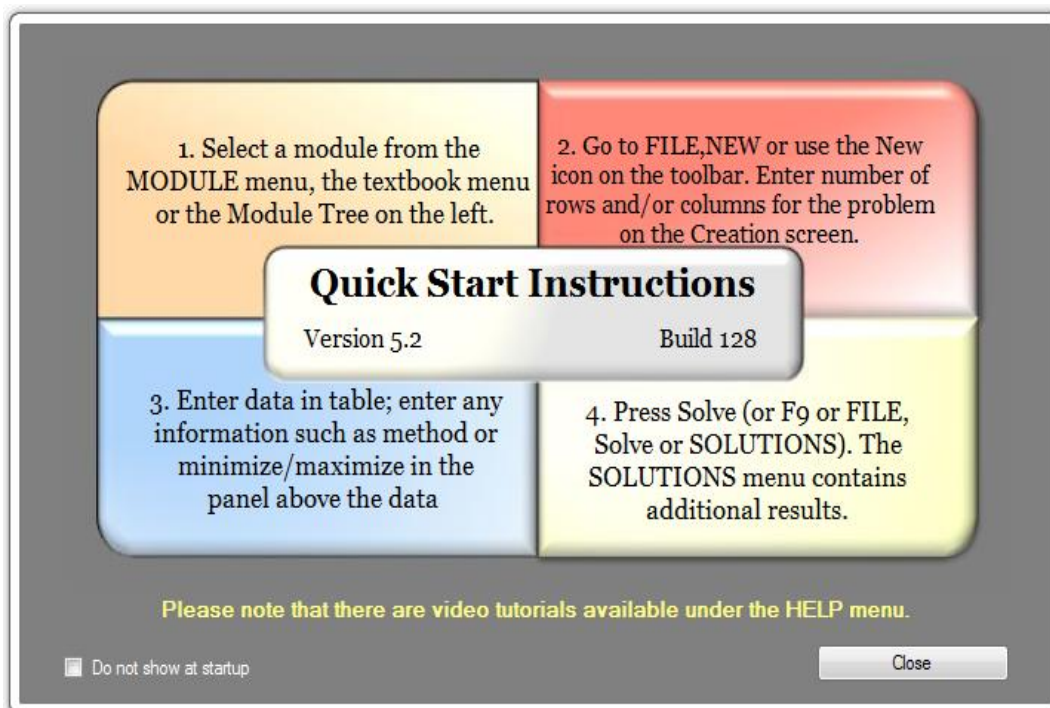 1. Select a module from the
MODULE menu, the textbook menu
or the Module Tree on the left.
2. Go to FILE,NEW or use the New
icon on the toolbar. Enter number of
rows and/or columns for the problem
on the Creation screen.
Quick Start Instructions
Version 5.2 Build 128
3. Enter data in table; enter any
information such as method or
minimize/maximize in the
panel above the data
4. Press Solve (or F9 or FILE,
Solve or SOLUTIONS). The
SOLUTIONS menu contains
additional results.
Please note that there are video tutorials available under the HELP menu.
Do not show at startup
Close